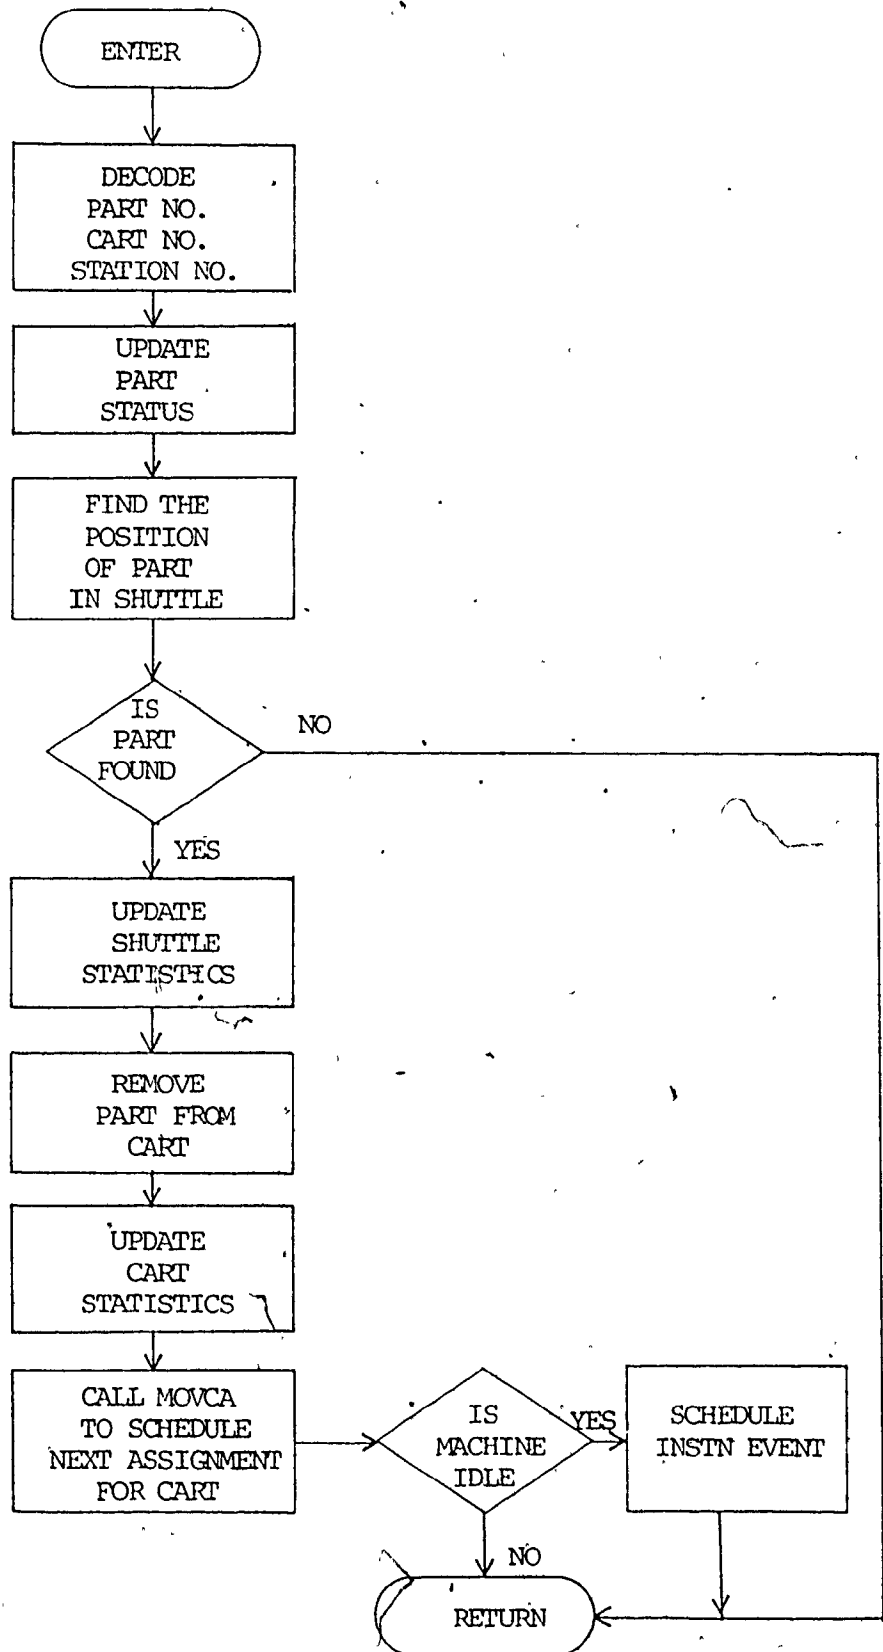 ENTER
DECODE
PART NO.
CART NO.
STATION NO.
UPDATE
PART
STATUS
FIND THE
POSITION
OF PART
IN SHUTTLE
IS
PART
FOUND
NO
YES
UPDATE
SHUTTLE
STATISTICS
REMOVE
PART FROM
CART
UPDATE
CART
STATISTICS
CALL MOVCA
TO SCHEDULE
NEXT ASSIGNMENT
FOR CART
IS
MACHINE
IDLE
YES
SCHEDULE
INSTN EVENT
NO
RETURN